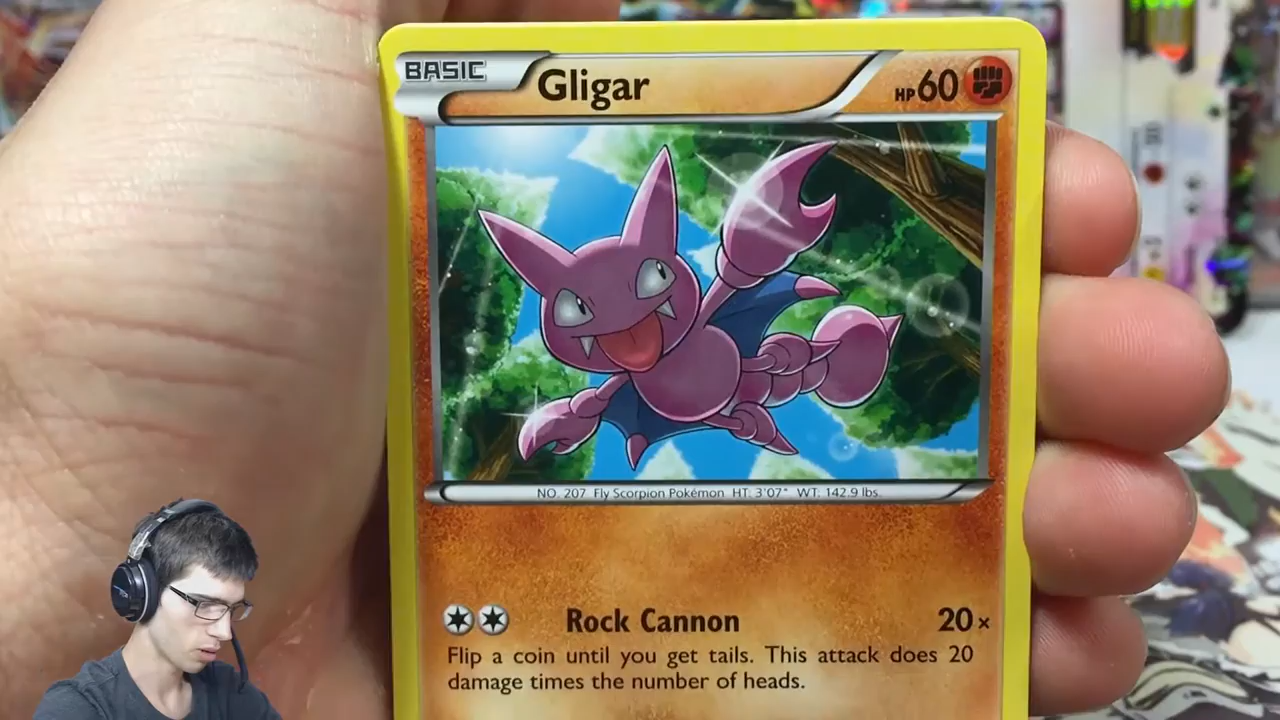 BASIC Gligar HP60
NO. 207 Fly Scorpion Pokémon HT: 3'07" WT: 142.9 lbs.
Rock Cannon 20×
Flip a coin until you get tails. This attack does 20
damage times the number of heads.